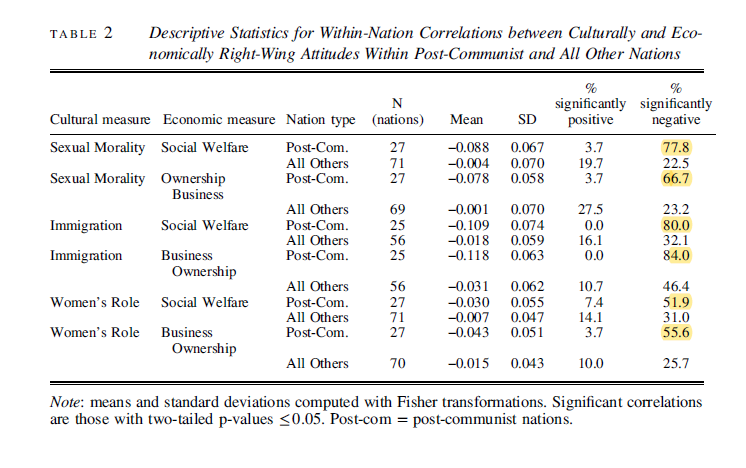 TABLE 2 Descriptive Statistics for Within-Nation Correlations between Culturally and Eco-
nomically Right-Wing Attitudes Within Post-Communist and All Other Nations
% %
N significantly significantly
Cultural measure Economic measure Nation type (nations) Mean SD positive negative
Sexual Morality Social Welfare Post-Com. 27 −0.088 0.067 3.7 77.8
All Others 71 −0.004 0.070 19.7 22.5
Sexual Morality Ownership Post-Com. 27 −0.078 0.058 3.7 66.7
Business
All Others 69 −0.001 0.070 27.5 23.2
Immigration Social Welfare Post-Com. 25 −0.109 0.074 0.0 80.0
All Others 56 −0.018 0.059 16.1 32.1
Immigration Business Post-Com. 25 −0.118 0.063 0.0 84.0
Ownership
All Others 56 −0.031 0.062 10.7 46.4
Women's Role Social Welfare Post-Com. 27 −0.030 0.055 7.4 51.9
All Others 71 −0.007 0.047 14.1 31.0
Women's Role Business Post-Com. 27 −0.043 0.051 3.7 55.6
Ownership
All Others 70 −0.015 0.043 10.0 25.7
Note: means and standard deviations computed with Fisher transformations. Significant correlations
are those with two-tailed p-values ≤0.05. Post-com = post-communist nations.